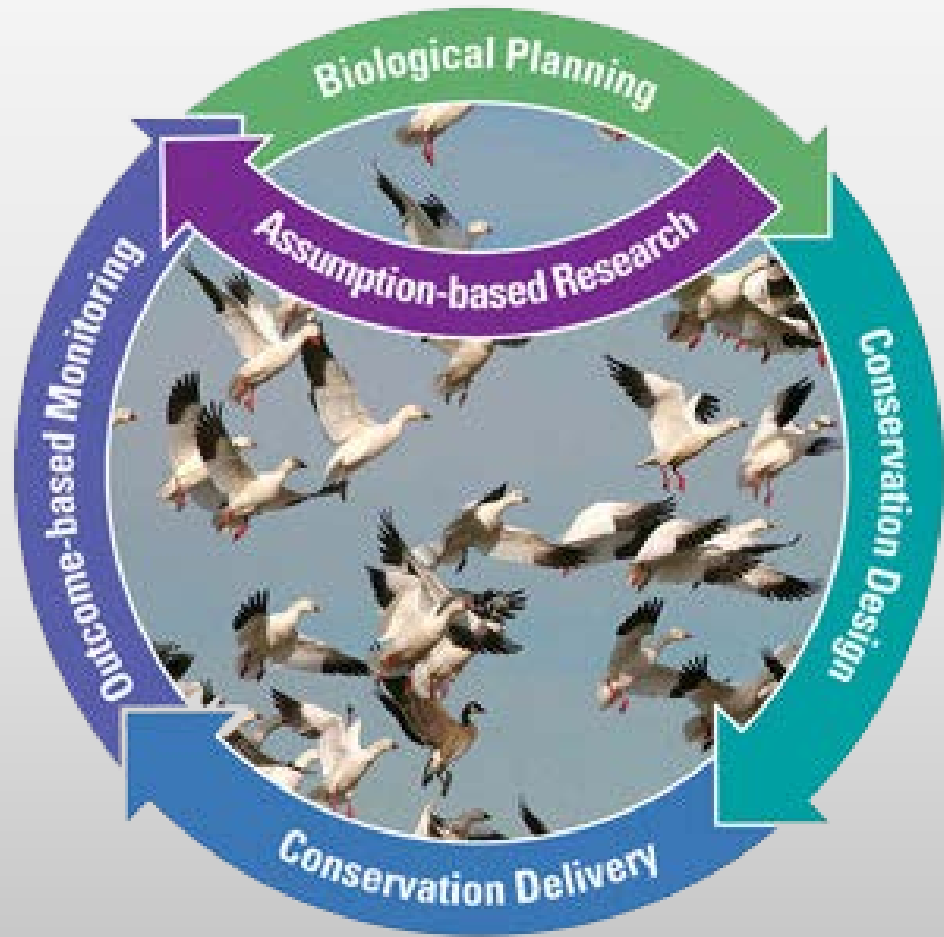 Biological Planning
Assumption-based Research
Outcome-based Monitoring
Conservation Design
Conservation Delivery